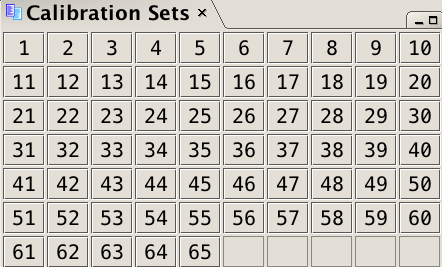 Calibration Sets
1 2 3 4 5 6 7 8 9 10
11 12 13 14 15 16 17 18 19 20
21 22 23 24 25 26 27 28 29 30
31 32 33 34 35 36 37 38 39 40
41 42 43 44 45 46 47 48 49 50
51 52 53 54 55 56 57 58 59 60
61 62 63 64 65